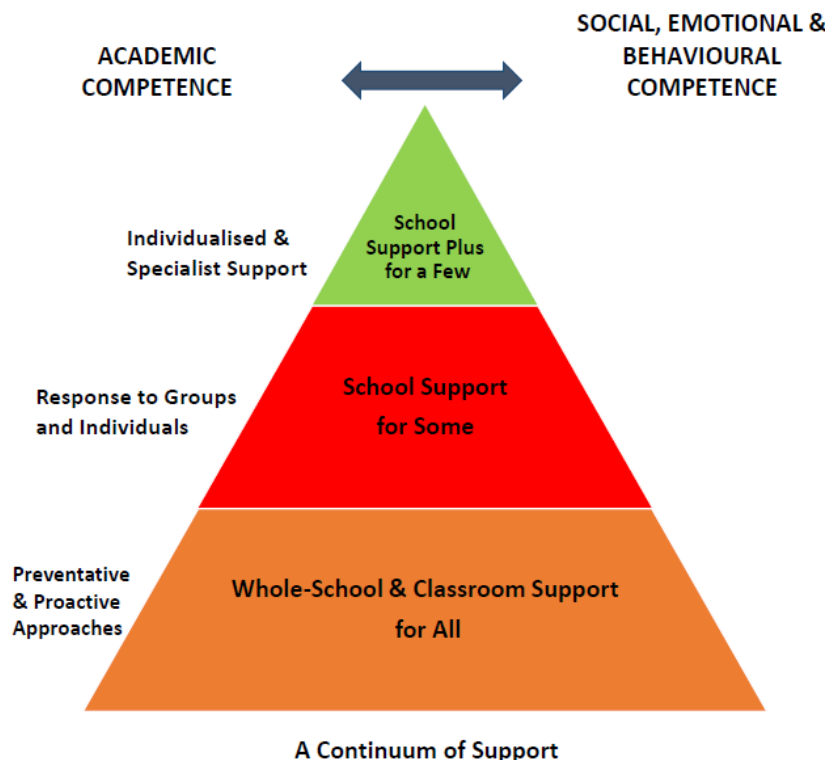 ACADEMIC
COMPETENCE
SOCIAL, EMOTIONAL &
BEHAVIOURAL
COMPETENCE
Individualised &
Specialist Support
School
Support Plus
for a Few
Response to Groups
and Individuals
School Support
for Some
Preventative
& Proactive
Approaches
Whole-School & Classroom Support
for All
A Continuum of Support